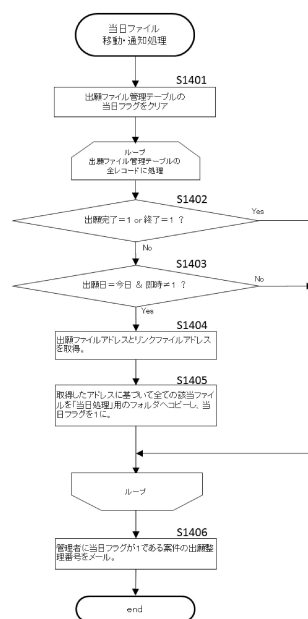 当日ファイル
移動・通知処理
S1401
出願ファイル管理テーブルの
当日フラグをクリア
ループ
出願ファイル管理テーブルの
全レコードに処理
S1402
出願完了=1 or 終了=1 ?
Yes
No
S1403
出願日=今日 & 即時≠1 ?
No
Yes
S1404
出願ファイルアドレスとリンクファイルアドレス
を取得。
S1405
取得したアドレスに基づいて全ての該当ファ
イルを「当日処理」用のフォルダへコピーし、当
日フラグを1に。
ループ
S1406
管理者に当日フラグが1である案件の出願整
理番号をメール。
end